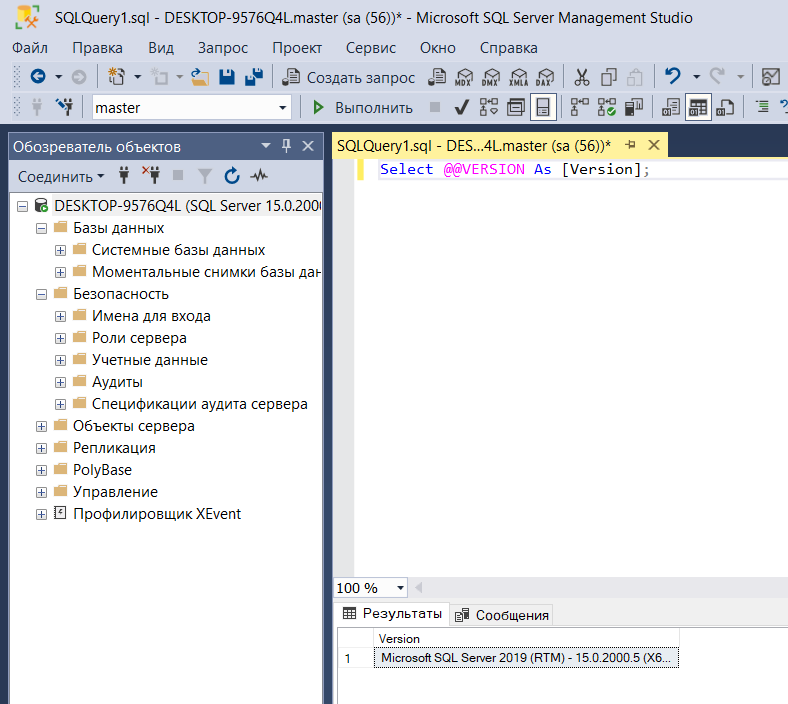 SQLQuery1.sql - DESKTOP-9576Q4L.master (sa (56))* - Microsoft SQL Server Management Studio
Файл Правка Вид Запрос Проект Сервис Окно Справка
Создать запрос MDX DMX XMLA DAX
master Выполнить
Обозреватель объектов
Соединить
DESKTOP-9576Q4L (SQL Server 15.0.2000
Базы данных
Системные базы данных
Моментальные снимки базы дан
Безопасность
Имена для входа
Роли сервера
Учетные данные
Аудиты
Спецификации аудита сервера
Объекты сервера
Репликация
PolyBase
Управление
Профилировщик XEvent
SQLQuery1.sql - DES...4L.master (sa (56))*
Select @@VERSION As [Version];
100 %
Результаты Сообщения
Version
1 Microsoft SQL Server 2019 (RTM) - 15.0.2000.5 (X6...